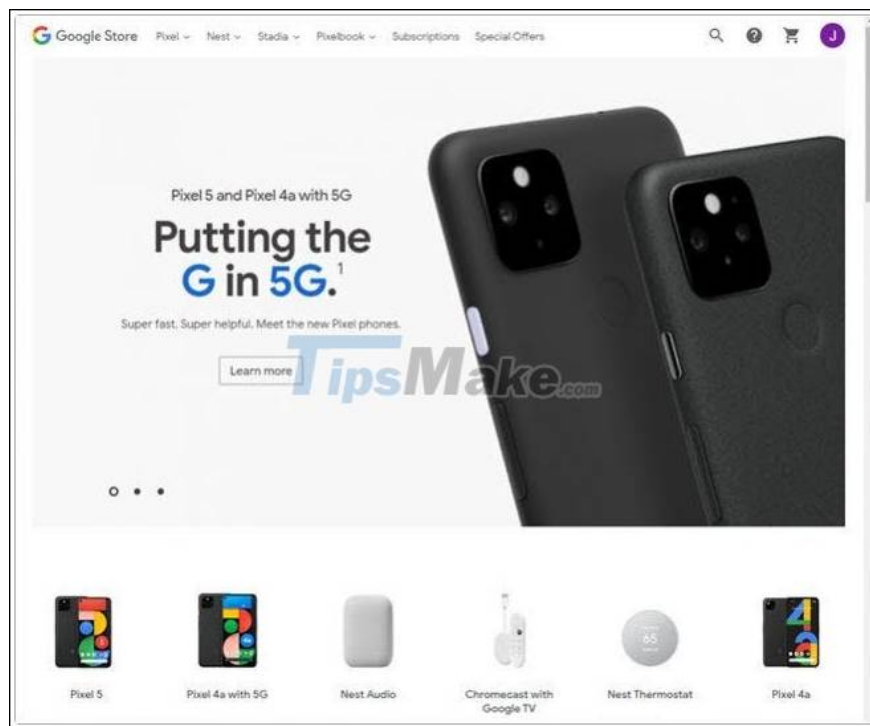 Google Store Pixel Nest Stadia Pixelbook Subscriptions Special Offers J
Pixel 5 and Pixel 4a with 5G
Putting the
G in 5G.1
Super fast. Super helpful. Meet the new Pixel phones.
Learn more
TipsMake.com
65
Pixel 5 Pixel 4a with 5G Nest Audio Chromecast with Google TV Nest Thermostat Pixel 4a